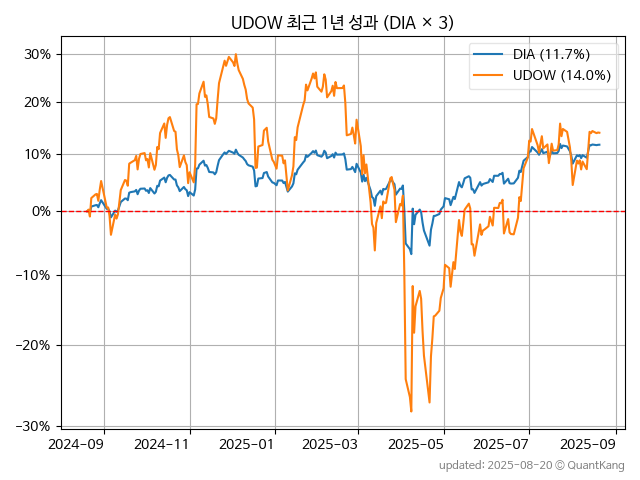 UDOW 최근 1년 성과 (DIA × 3)
DIA (11.7%)
UDOW (14.0%)
30%
20%
10%
0%
-10%
-20%
-30%
2024-09 2024-11 2025-01 2025-03 2025-05 2025-07 2025-09
updated: 2025-08-20 ⓒ QuantKang